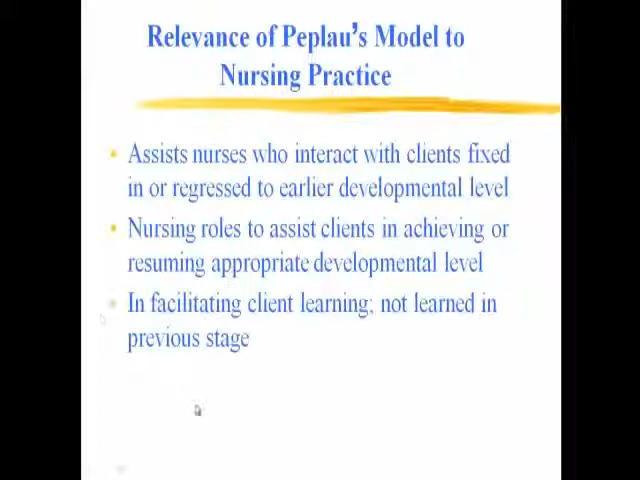 Relevance of Peplau's Model to
Nursing Practice
• Assists nurses who interact with clients fixed
in or regressed to earlier developmental level
• Nursing roles to assist clients in achieving or
resuming appropriate developmental level
• In facilitating client learning; not learned in
previous stage